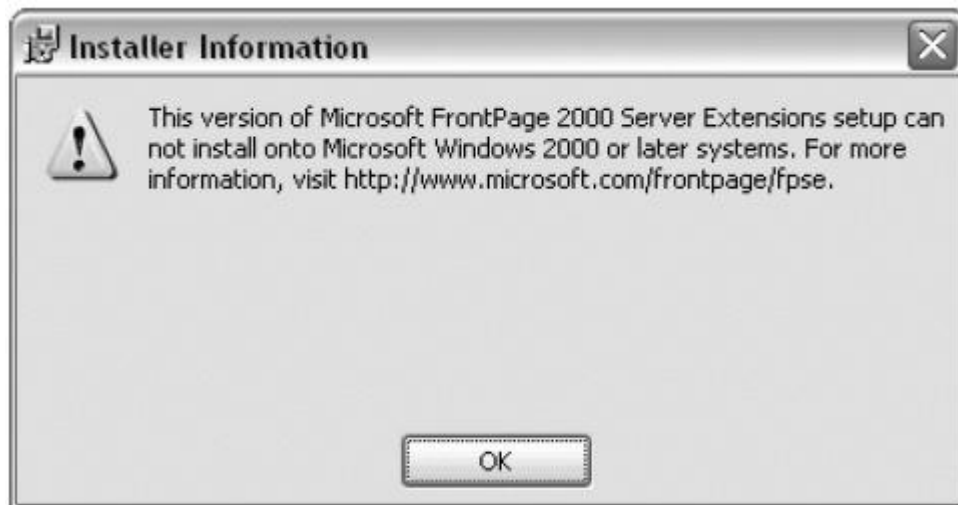 Installer Information
This version of Microsoft FrontPage 2000 Server Extensions setup can
not install onto Microsoft Windows 2000 or later systems. For more
information, visit http://www.microsoft.com/frontpage/fpse.
OK